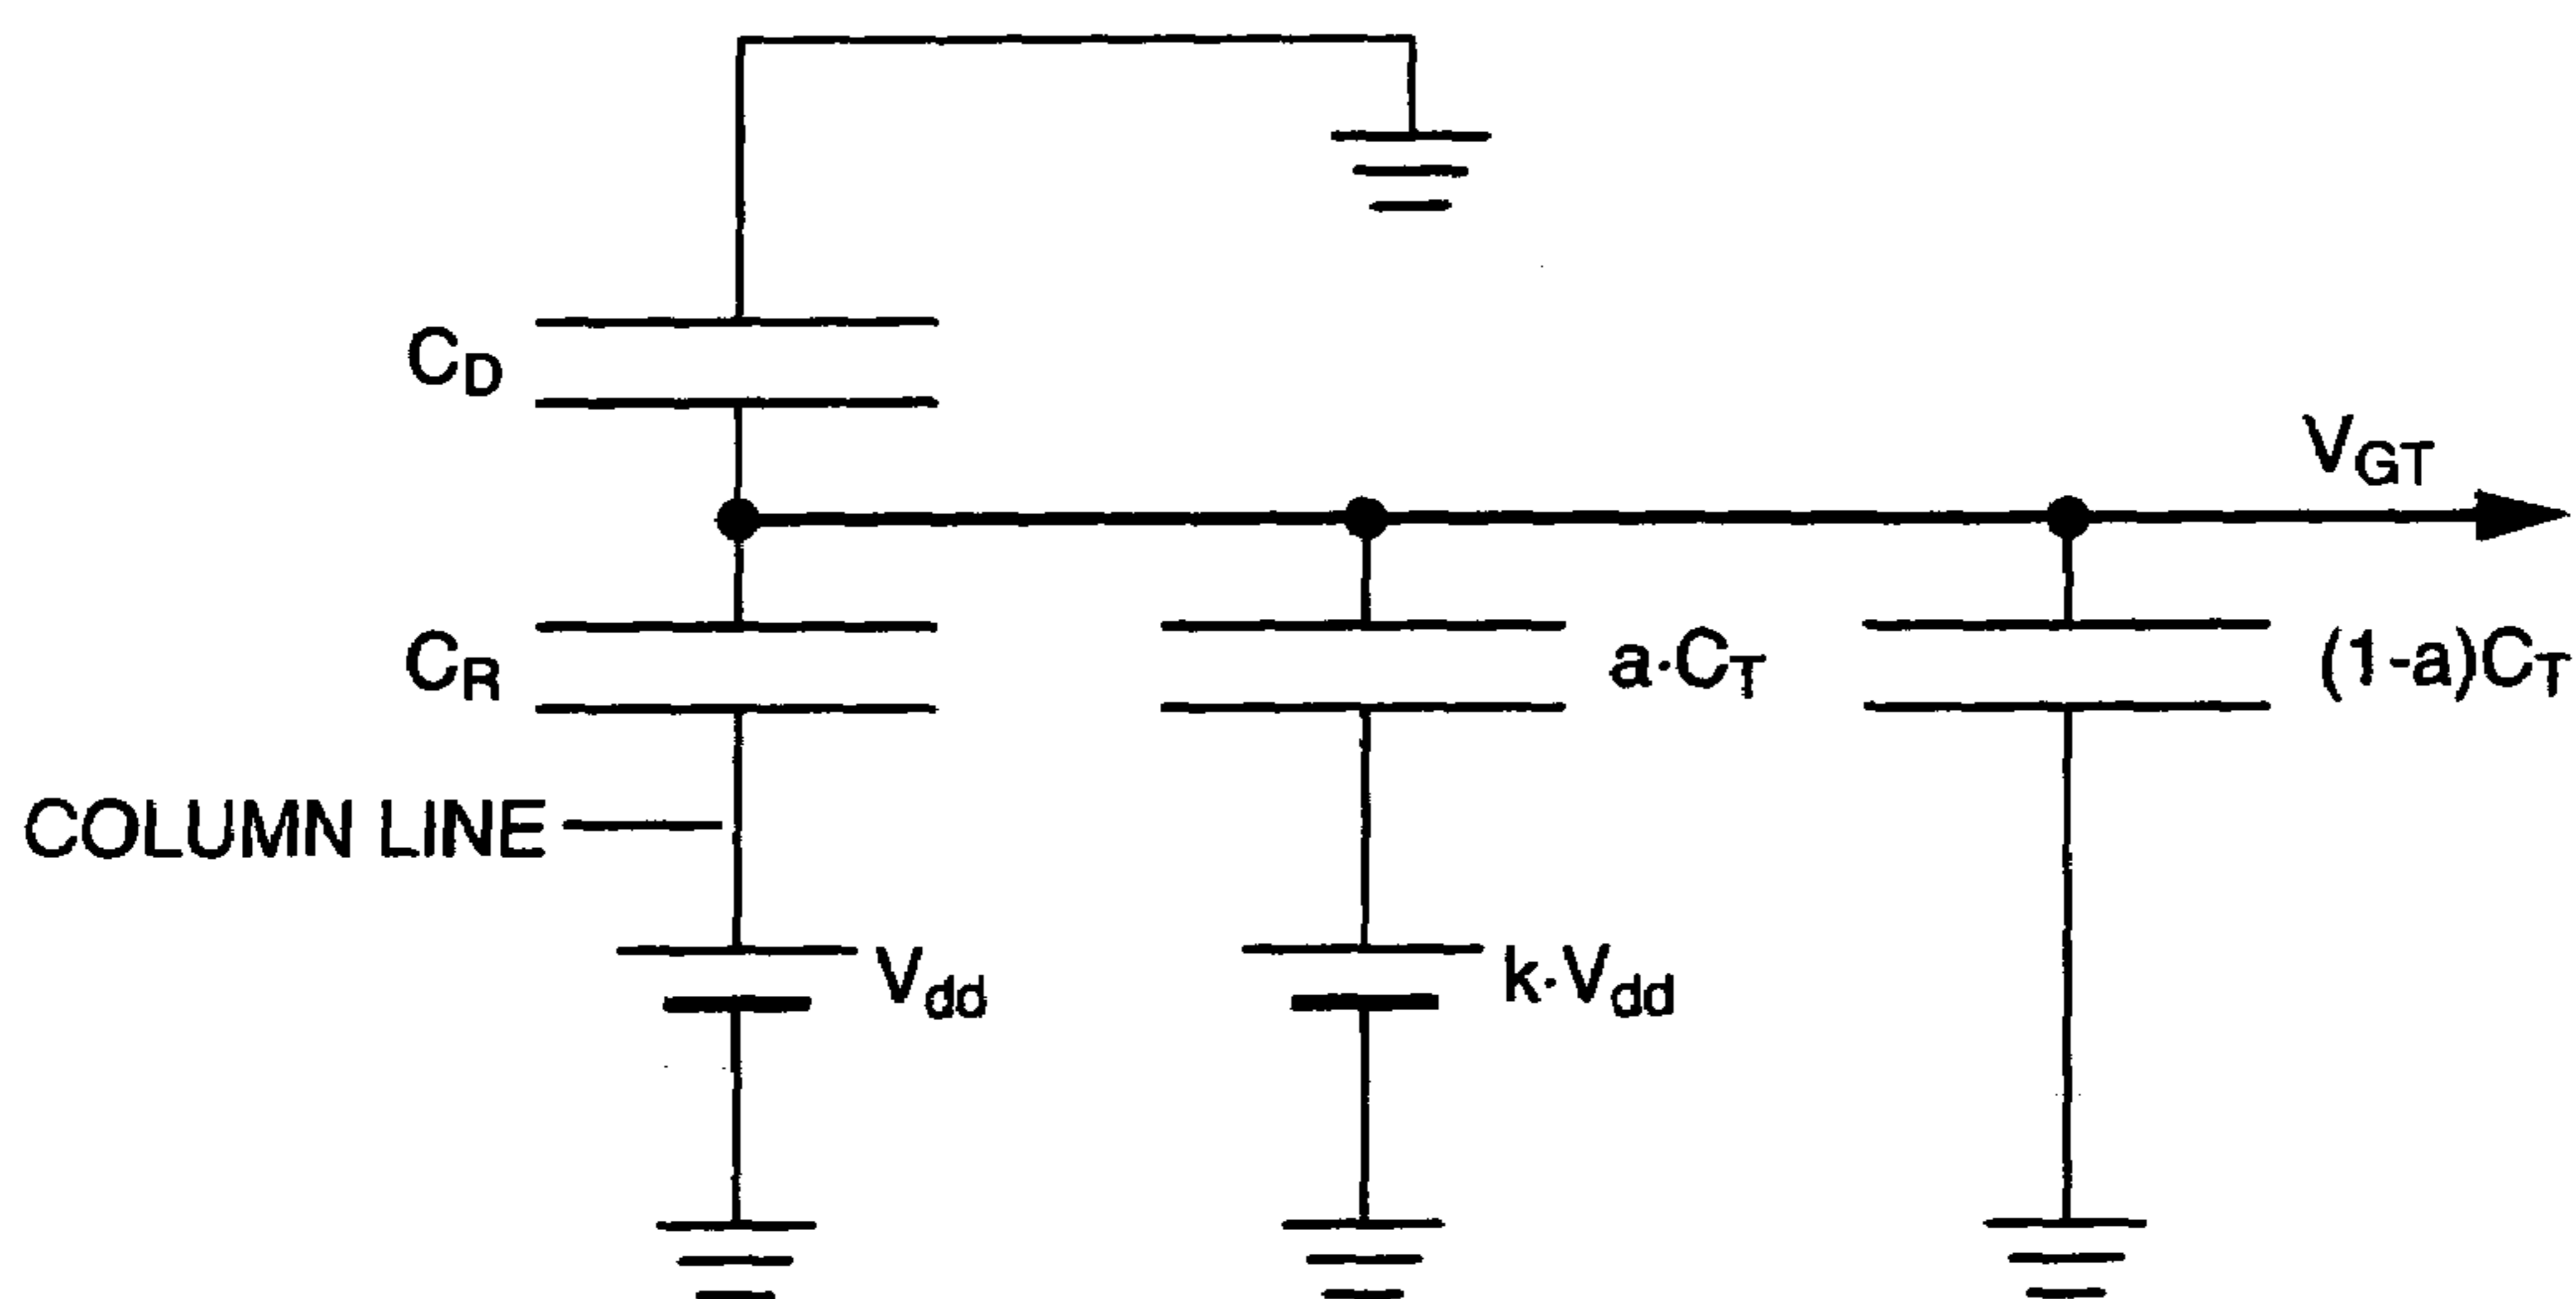 C_D
V_GT
C_R
a·C_T
(1-a)C_T
COLUMN LINE
V_dd
k·V_dd